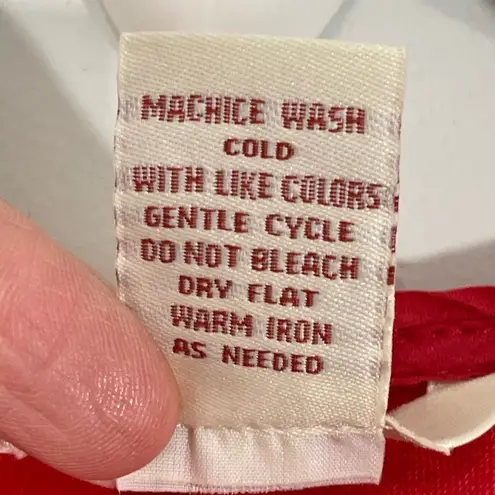 MACHICE WASH
COLD
WITH LIKE COLORS
GENTLE CYCLE
DO NOT BLEACH
DRY FLAT
WARM IRON
AS NEEDED